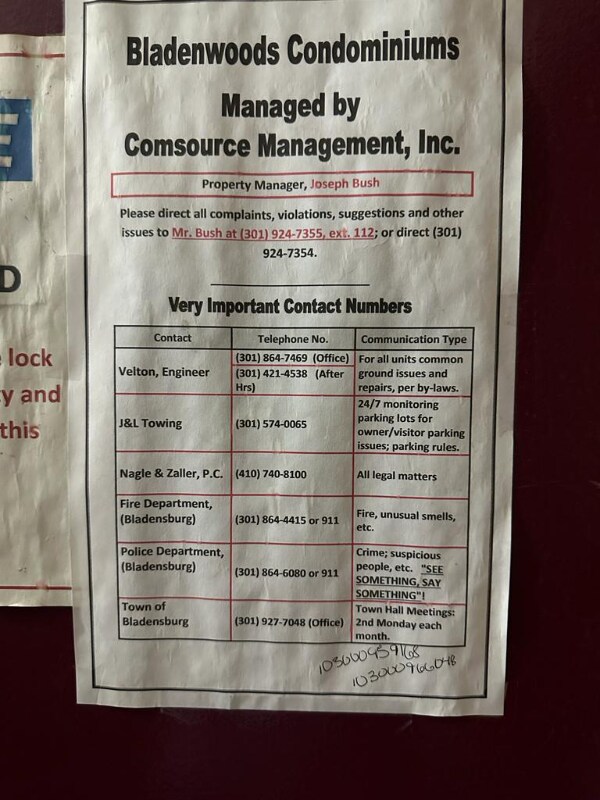 Bladenwoods Condominiums
Managed by
Comsource Management, Inc.
Property Manager, Joseph Bush
Please direct all complaints, violations, suggestions and other
issues to Mr. Bush at (301) 924-7355, ext. 112; or direct (301)
924-7354.
Very Important Contact Numbers
Contact Telephone No. Communication Type
Velton, Engineer
(301) 864-7469 (Office)
(301) 421-4538 (After
Hrs)
For all units common
ground issues and
repairs, per by-laws.
J&L Towing
(301) 574-0065
24/7 monitoring
parking lots for
owner/visitor parking
issues; parking rules.
Nagle & Zaller, P.C.
(410) 740-8100
All legal matters
Fire Department,
(Bladensburg)
(301) 864-4415 or 911
Fire, unusual smells,
etc.
Police Department,
(Bladensburg)
(301) 864-6080 or 911
Crime; suspicious
people, etc. "SEE
SOMETHING, SAY
SOMETHING"!
Town of
Bladensburg
(301) 927-7048 (Office)
Town Hall Meetings:
2nd Monday each
month.
E
D
lock
y and
this